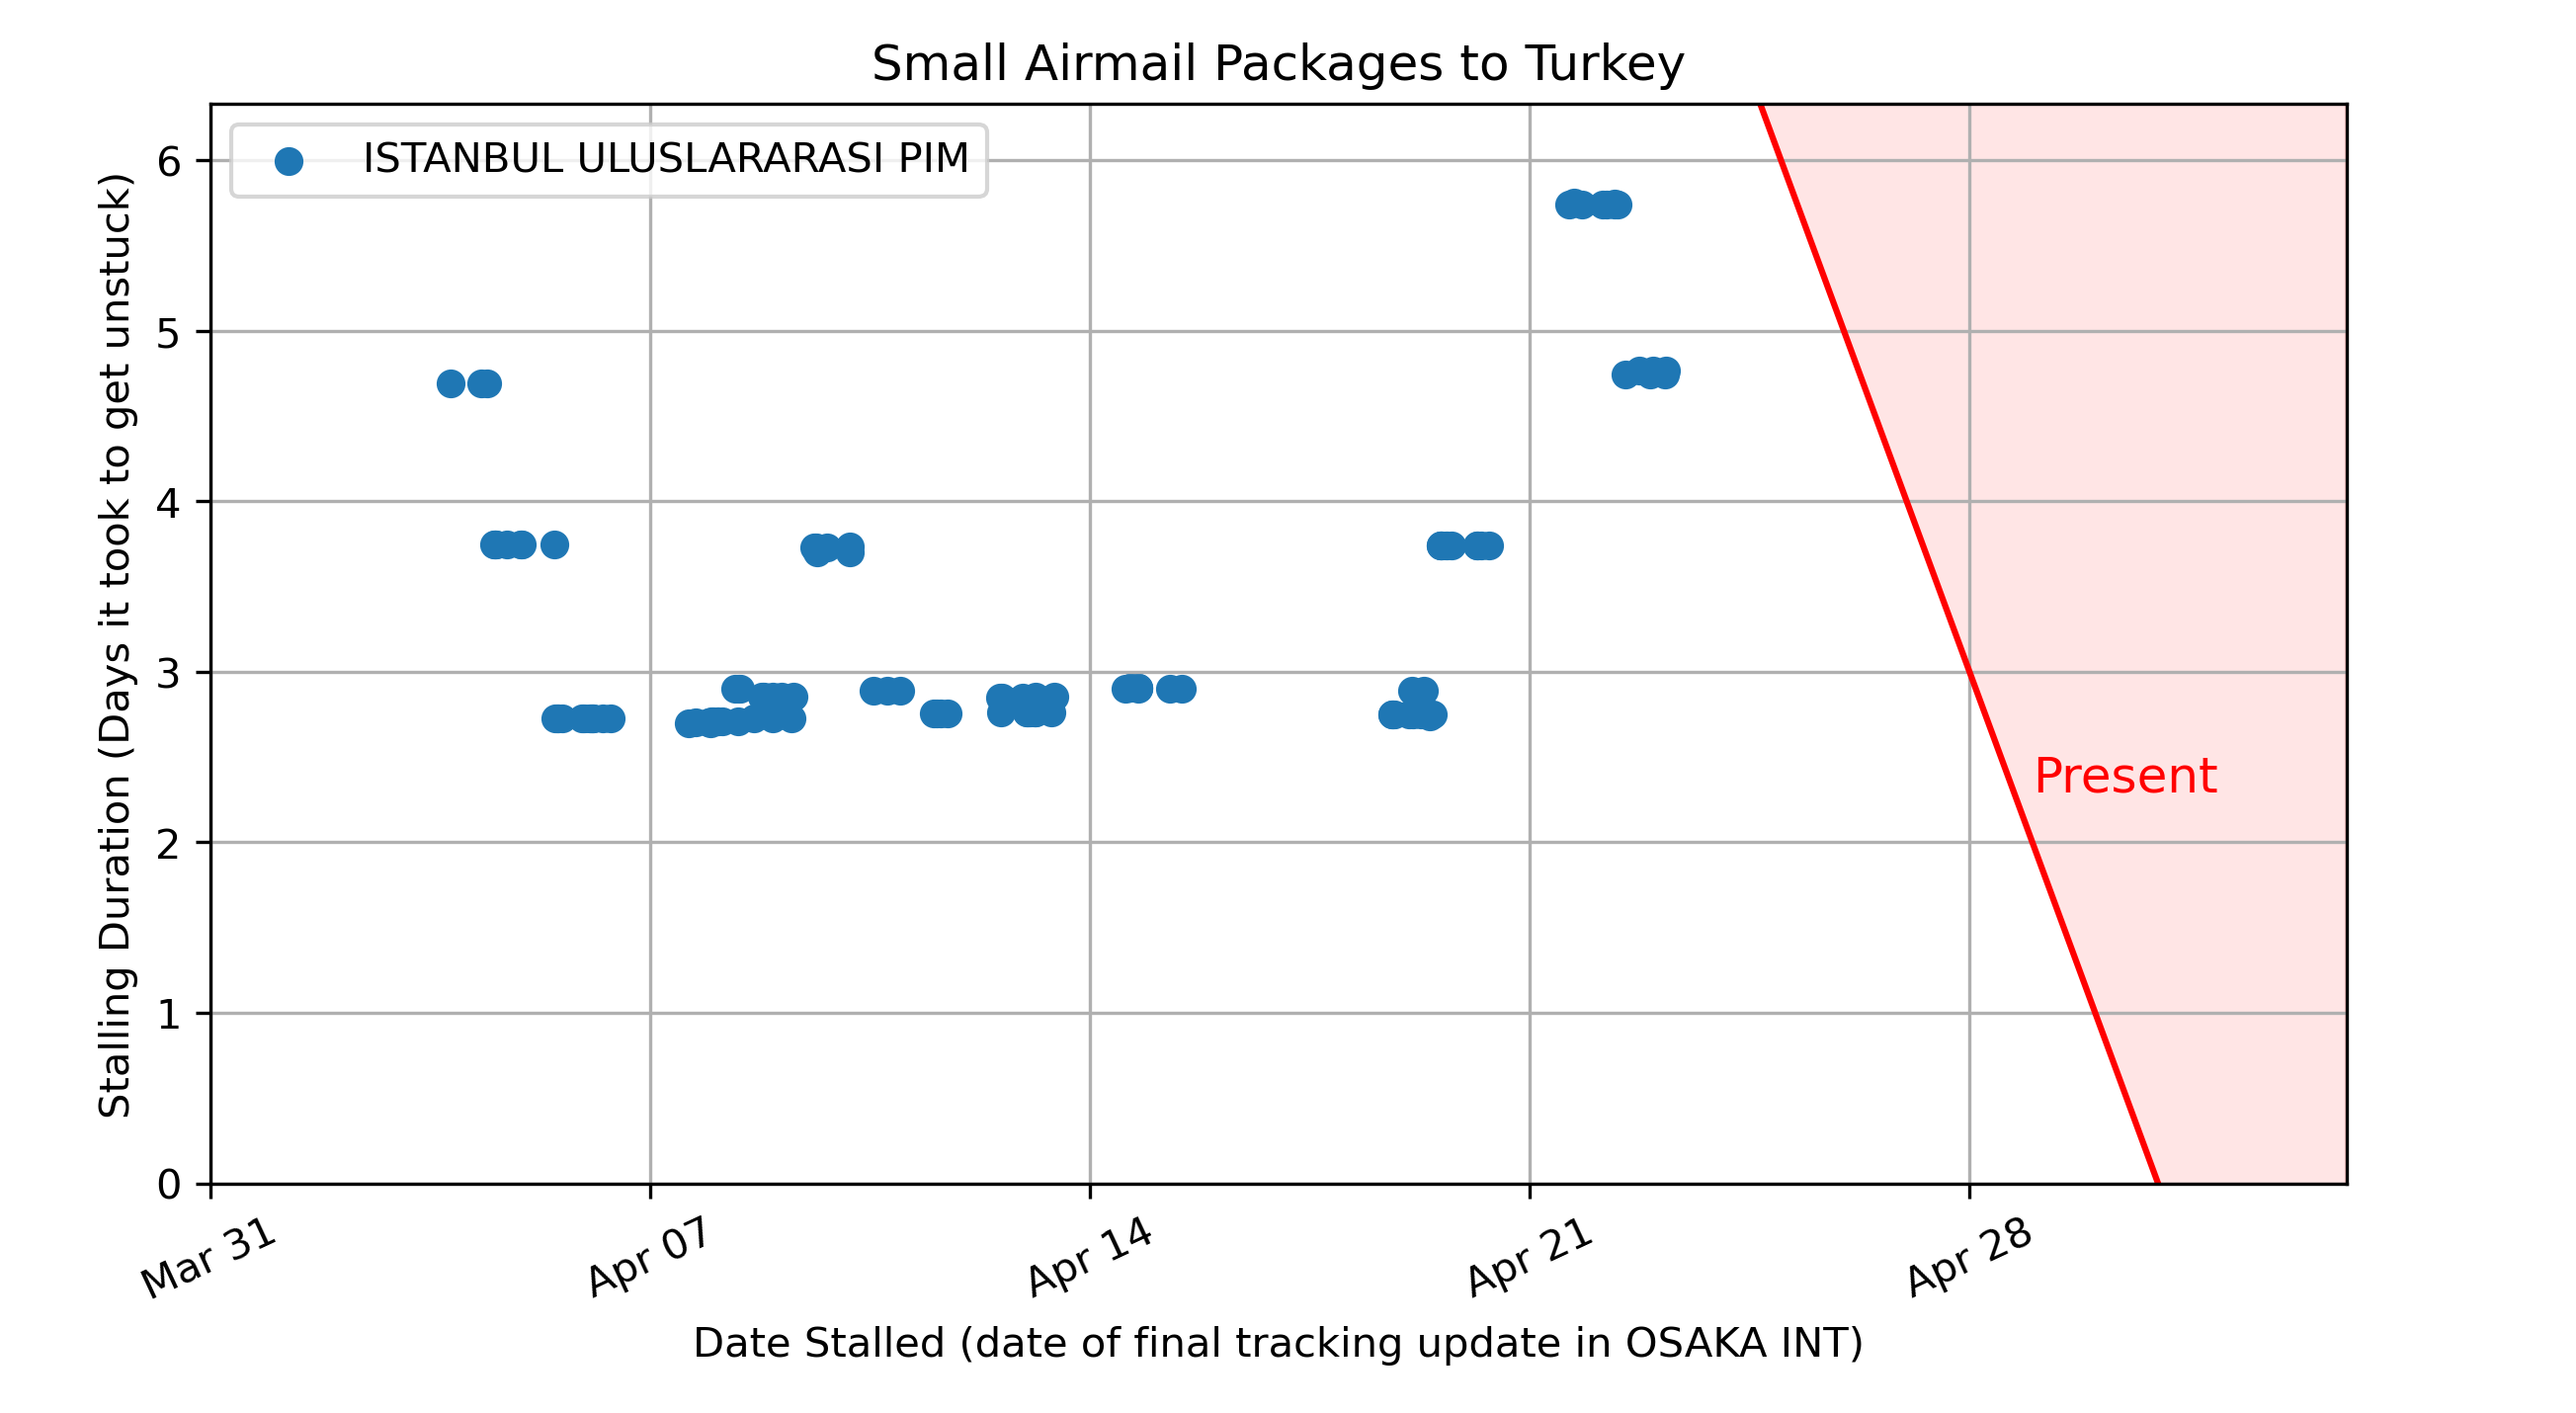 Small Airmail Packages to Turkey
ISTANBUL ULUSLARARASI PIM
Stalling Duration (Days it took to get unstuck)
6
5
4
3
2
1
0
Present
Mar 31
Apr 07
Apr 14
Apr 21
Apr 28
Date Stalled (date of final tracking update in OSAKA INT)